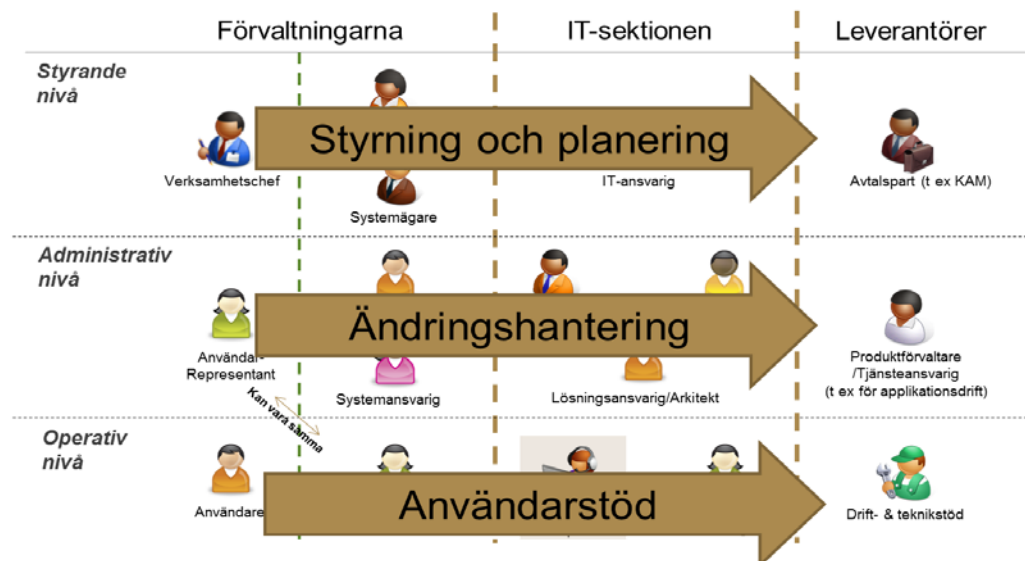 Förvaltningarna
IT-sektionen
Leverantörer
Styrande
nivå
Styrning och planering
Verksamhetschef
IT-ansvarig
Avtalspart (t ex KAM)
Systemägare
Administrativ
nivå
Ändringshantering
Användar-
Representant
Systemansvarig
Lösningsansvarig/Arkitekt
Produktförvaltare
/Tjänsteansvarig
(t ex för applikationsdrift)
Kan vara samma
Operativ
nivå
Användarstöd
Användare
Drift- & teknikstöd